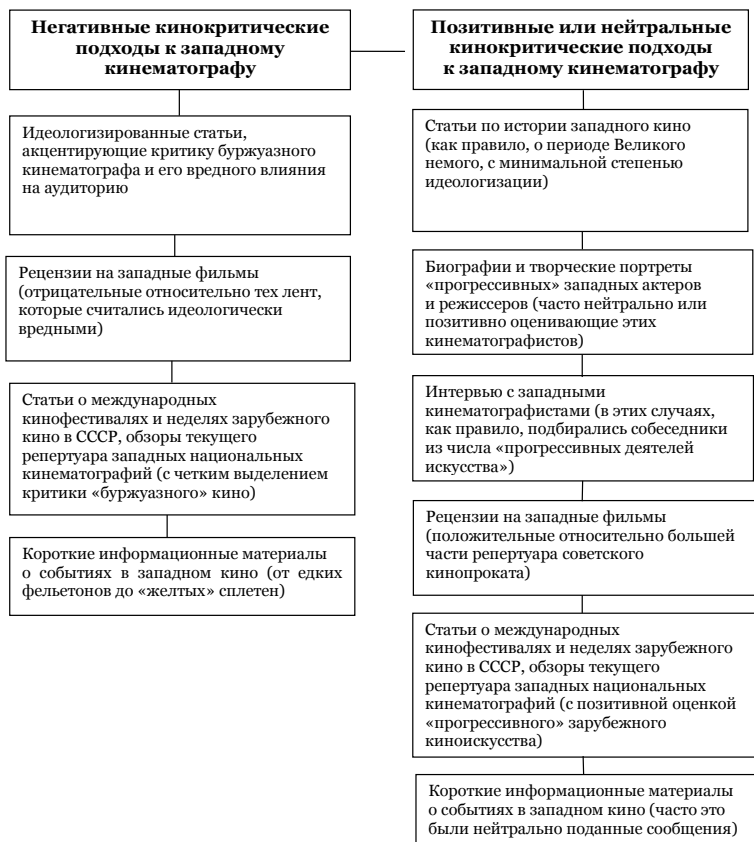 Негативные кинокритические
подходы к западному
кинематографу
Идеологизированные статьи,
акцентирующие критику буржуазного
кинематографа и его вредного влияния
на аудиторию
Рецензии на западные фильмы
(отрицательные относительно тех лент,
которые считались идеологически
вредными)
Статьи о международных
кинофестивалях и неделях зарубежного
кино в СССР, обзоры текущего
репертуара западных национальных
кинематографий (с четким выделением
критики «буржуазного» кино)
Короткие информационные материалы
о событиях в западном кино (от едких
фельетонов до «желтых» сплетен)
Позитивные или нейтральные
кинокритические подходы
к западному кинематографу
Статьи по истории западного кино
(как правило, о периоде Великого
немого, с минимальной степенью
идеологизации)
Биографии и творческие портреты
«прогрессивных» западных актеров
и режиссеров (часто нейтрально или
позитивно оценивающие этих
кинематографистов)
Интервью с западными
кинематографистами (в этих случаях,
как правило, подбирались собеседники
из числа «прогрессивных деятелей
искусства»)
Рецензии на западные фильмы
(положительные относительно большей
части репертуара советского
кинопроката)
Статьи о международных
кинофестивалях и неделях зарубежного
кино в СССР, обзоры текущего
репертуара западных национальных
кинематографий (с позитивной оценкой
«прогрессивного» зарубежного
киноискусства)
Короткие информационные материалы
о событиях в западном кино (часто это
были нейтрально поданные сообщения)